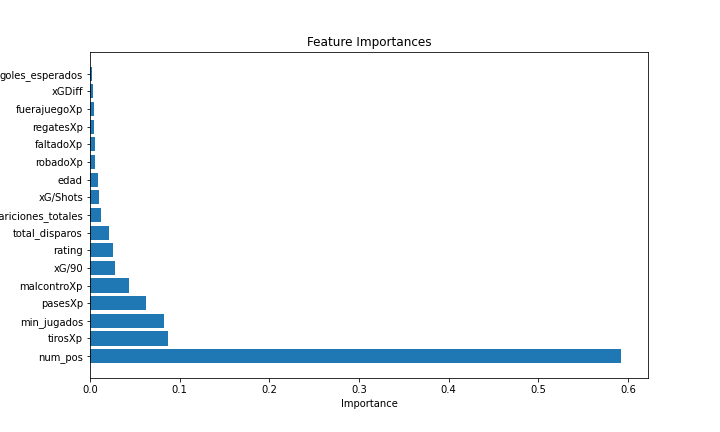 Feature Importances
goles_esperados
xGDiff
fuerajuegoXp
regatesXp
faltadoXp
robadoXp
edad
xG/Shots
ariciones_totales
total_disparos
rating
xG/90
malcontroXp
pasesXp
min_jugados
tirosXp
num_pos
0.0 0.1 0.2 0.3 0.4 0.5 0.6
Importance